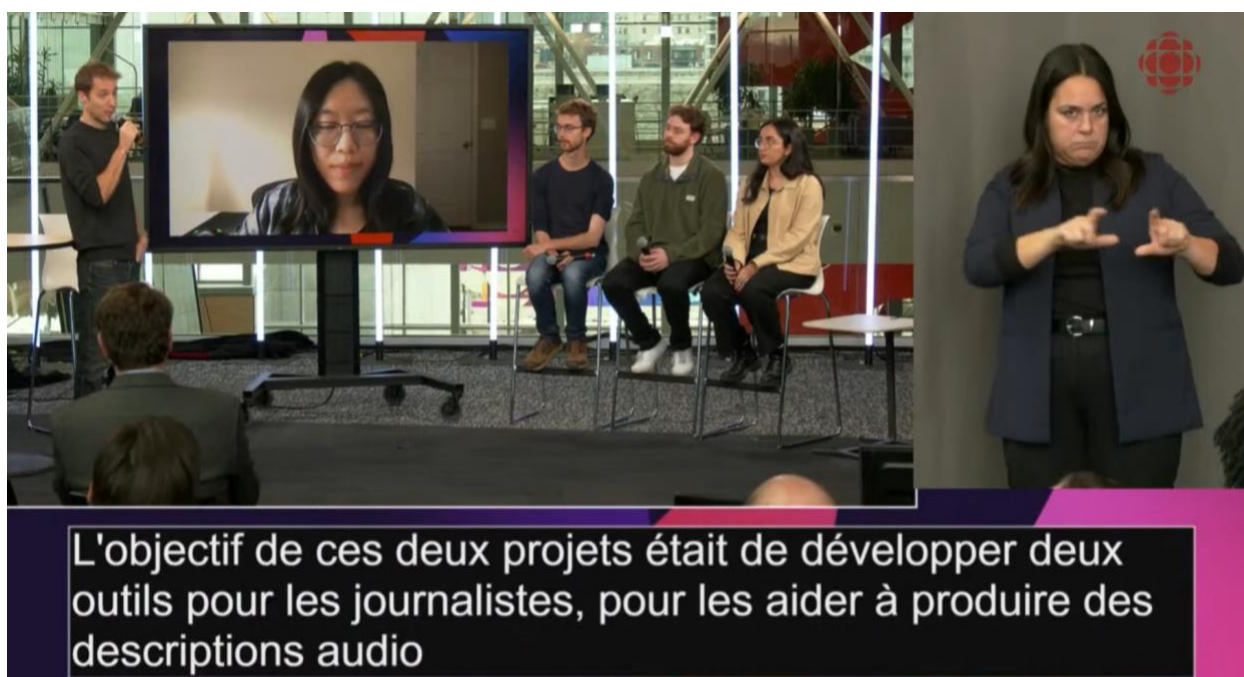 L'objectif de ces deux projets était de développer deux
outils pour les journalistes, pour les aider à produire des
descriptions audio